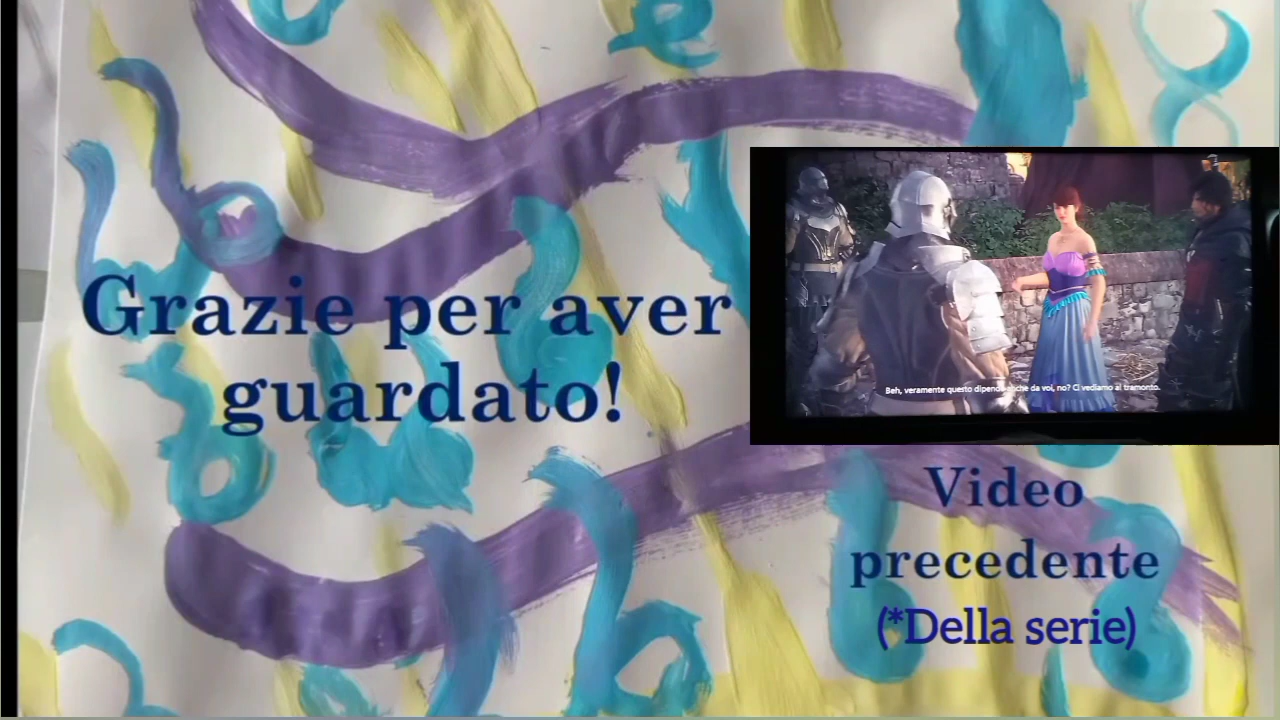 Grazie per aver
guardato!
Beh, veramente questo dipende anche da voi, no? Ci vediamo al tramonto.
Video
precedente
(*Della serie)